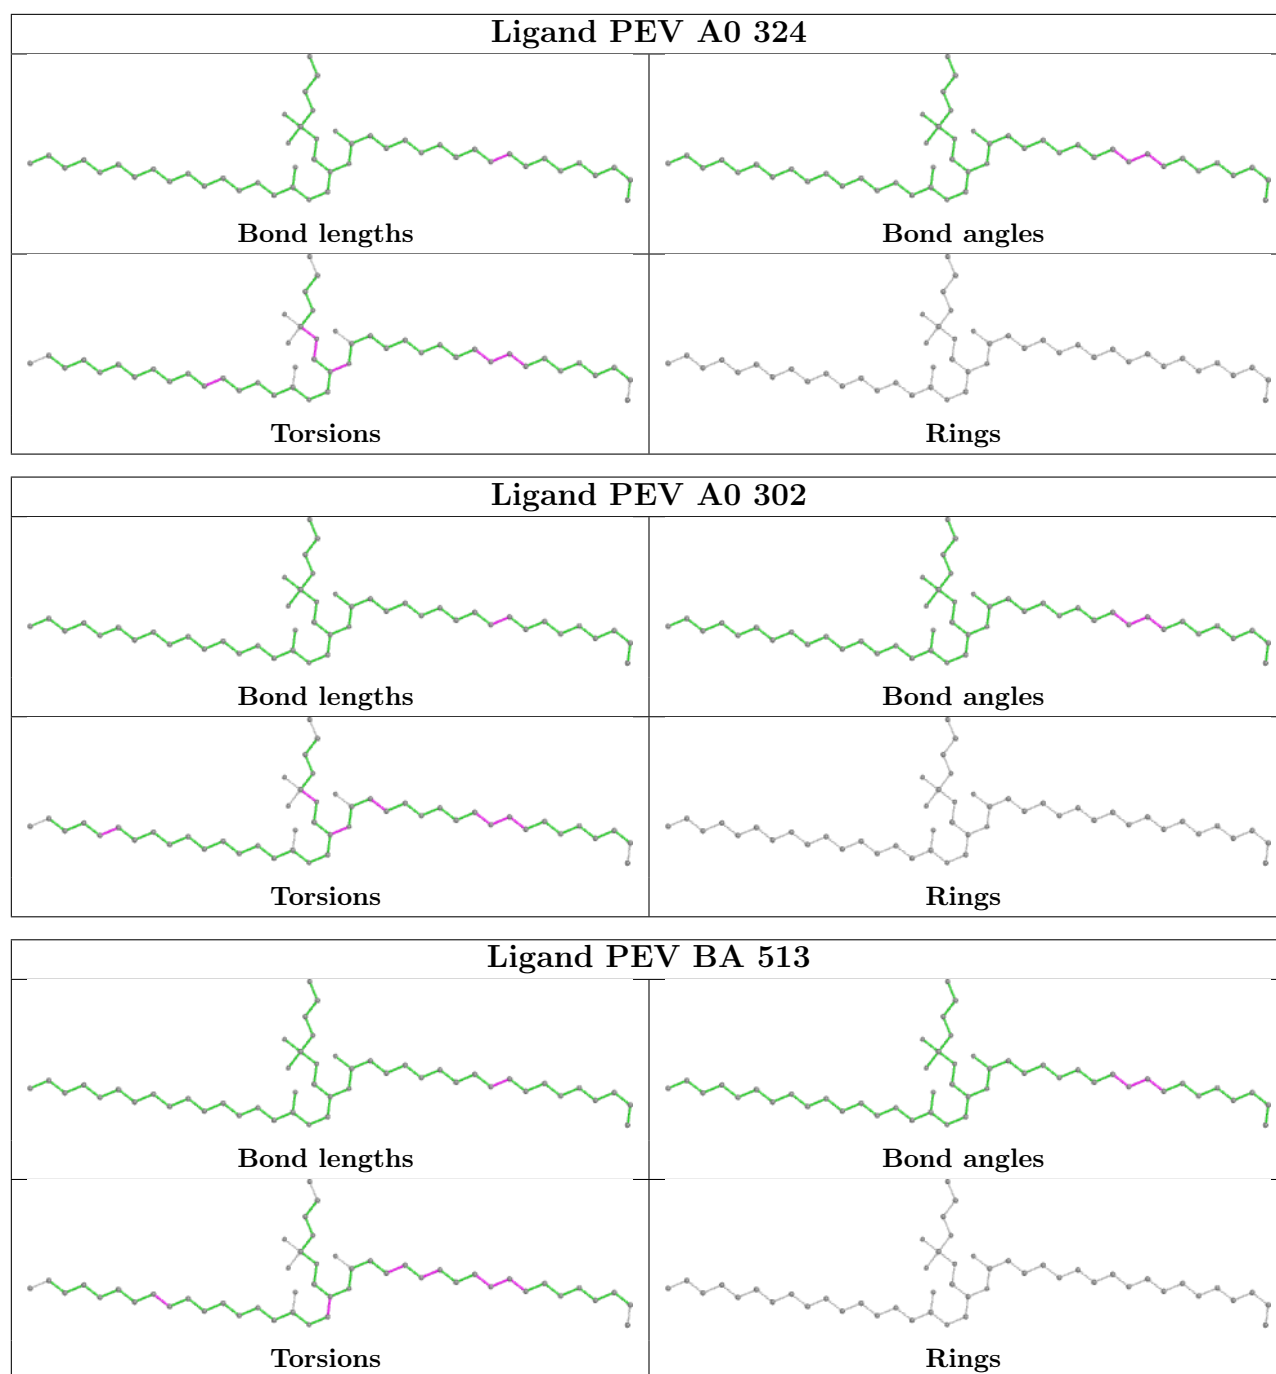 Ligand PEV A0 324
Bond lengths
Bond angles
Torsions
Rings
Ligand PEV A0 302
Bond lengths
Bond angles
Torsions
Rings
Ligand PEV BA 513
Bond lengths
Bond angles
Torsions
Rings